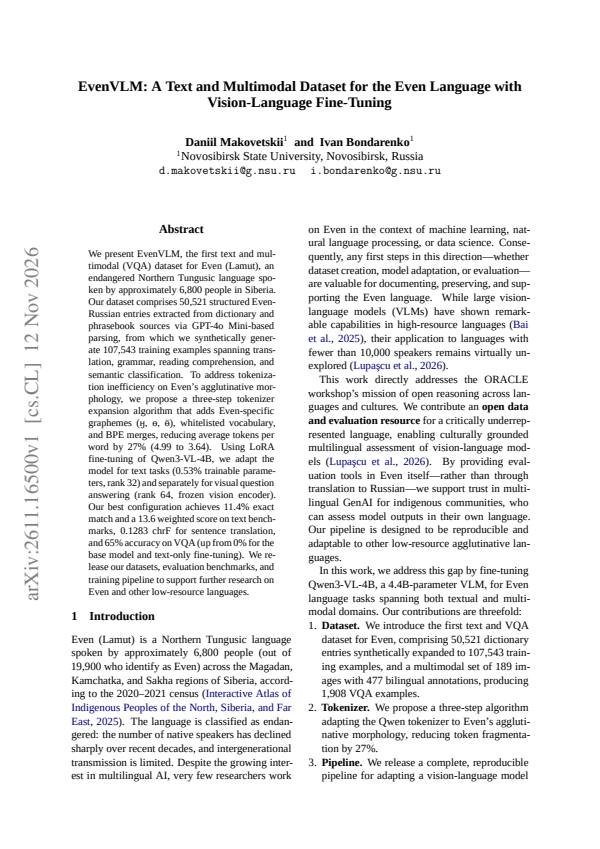 EvenVLM: A Text and Multimodal Dataset for the Even Language with
Vision-Language Fine-Tuning
Daniil Makovetskii¹ and Ivan Bondarenko¹
¹Novosibirsk State University, Novosibirsk, Russia
d.makovetskii@g.nsu.ru i.bondarenko@g.nsu.ru
arXiv:2611.16500v1 [cs.CL] 12 Nov 2026
Abstract
We present EvenVLM, the first text and mul-
timodal (VQA) dataset for Even (Lamut), an
endangered Northern Tungusic language spo-
ken by approximately 6,800 people in Siberia.
Our dataset comprises 50,521 structured Even-
Russian entries extracted from dictionary and
phrasebook sources via GPT-4o Mini-based
parsing, from which we synthetically gener-
ate 107,543 training examples spanning trans-
lation, grammar, reading comprehension, and
semantic classification. To address tokeniza-
tion inefficiency on Even's agglutinative mor-
phology, we propose a three-step tokenizer
expansion algorithm that adds Even-specific
graphemes (ӈ, ө, ӫ), whitelisted vocabulary,
and BPE merges, reducing average tokens per
word by 27% (4.99 to 3.64). Using LoRA
fine-tuning of Qwen3-VL-4B, we adapt the
model for text tasks (0.53% trainable parame-
ters, rank 32) and separately for visual question
answering (rank 64, frozen vision encoder).
Our best configuration achieves 11.4% exact
match and a 13.6 weighted score on text bench-
marks, 0.1283 chrF for sentence translation,
and 65% accuracy on VQA (up from 0% for the
base model and text-only fine-tuning). We re-
lease our datasets, evaluation benchmarks, and
training pipeline to support further research on
Even and other low-resource languages.
1 Introduction
Even (Lamut) is a Northern Tungusic language
spoken by approximately 6,800 people (out of
19,900 who identify as Even) across the Magadan,
Kamchatka, and Sakha regions of Siberia, accord-
ing to the 2020–2021 census (Interactive Atlas of
Indigenous Peoples of the North, Siberia, and Far
East, 2025). The language is classified as endan-
gered: the number of native speakers has declined
sharply over recent decades, and intergenerational
transmission is limited. Despite the growing inter-
est in multilingual AI, very few researchers work
on Even in the context of machine learning, nat-
ural language processing, or data science. Conse-
quently, any first steps in this direction—whether
dataset creation, model adaptation, or evaluation—
are valuable for documenting, preserving, and sup-
porting the Even language. While large vision-
language models (VLMs) have shown remark-
able capabilities in high-resource languages (Bai
et al., 2025), their application to languages with
fewer than 10,000 speakers remains virtually un-
explored (Lupaşcu et al., 2026).
This work directly addresses the ORACLE
workshop's mission of open reasoning across lan-
guages and cultures. We contribute an open data
and evaluation resource for a critically underrep-
resented language, enabling culturally grounded
multilingual assessment of vision-language mod-
els (Lupaşcu et al., 2026). By providing eval-
uation tools in Even itself—rather than through
translation to Russian—we support trust in multi-
lingual GenAI for indigenous communities, who
can assess model outputs in their own language.
Our pipeline is designed to be reproducible and
adaptable to other low-resource agglutinative lan-
guages.
In this work, we address this gap by fine-tuning
Qwen3-VL-4B, a 4.4B-parameter VLM, for Even
language tasks spanning both textual and multi-
modal domains. Our contributions are threefold:
1. Dataset. We introduce the first text and VQA
dataset for Even, comprising 50,521 dictionary
entries synthetically expanded to 107,543 train-
ing examples, and a multimodal set of 189 im-
ages with 477 bilingual annotations, producing
1,908 VQA examples.
2. Tokenizer. We propose a three-step algorithm
adapting the Qwen tokenizer to Even's aggluti-
native morphology, reducing token fragmenta-
tion by 27%.
3. Pipeline. We release a complete, reproducible
pipeline for adapting a vision-language model